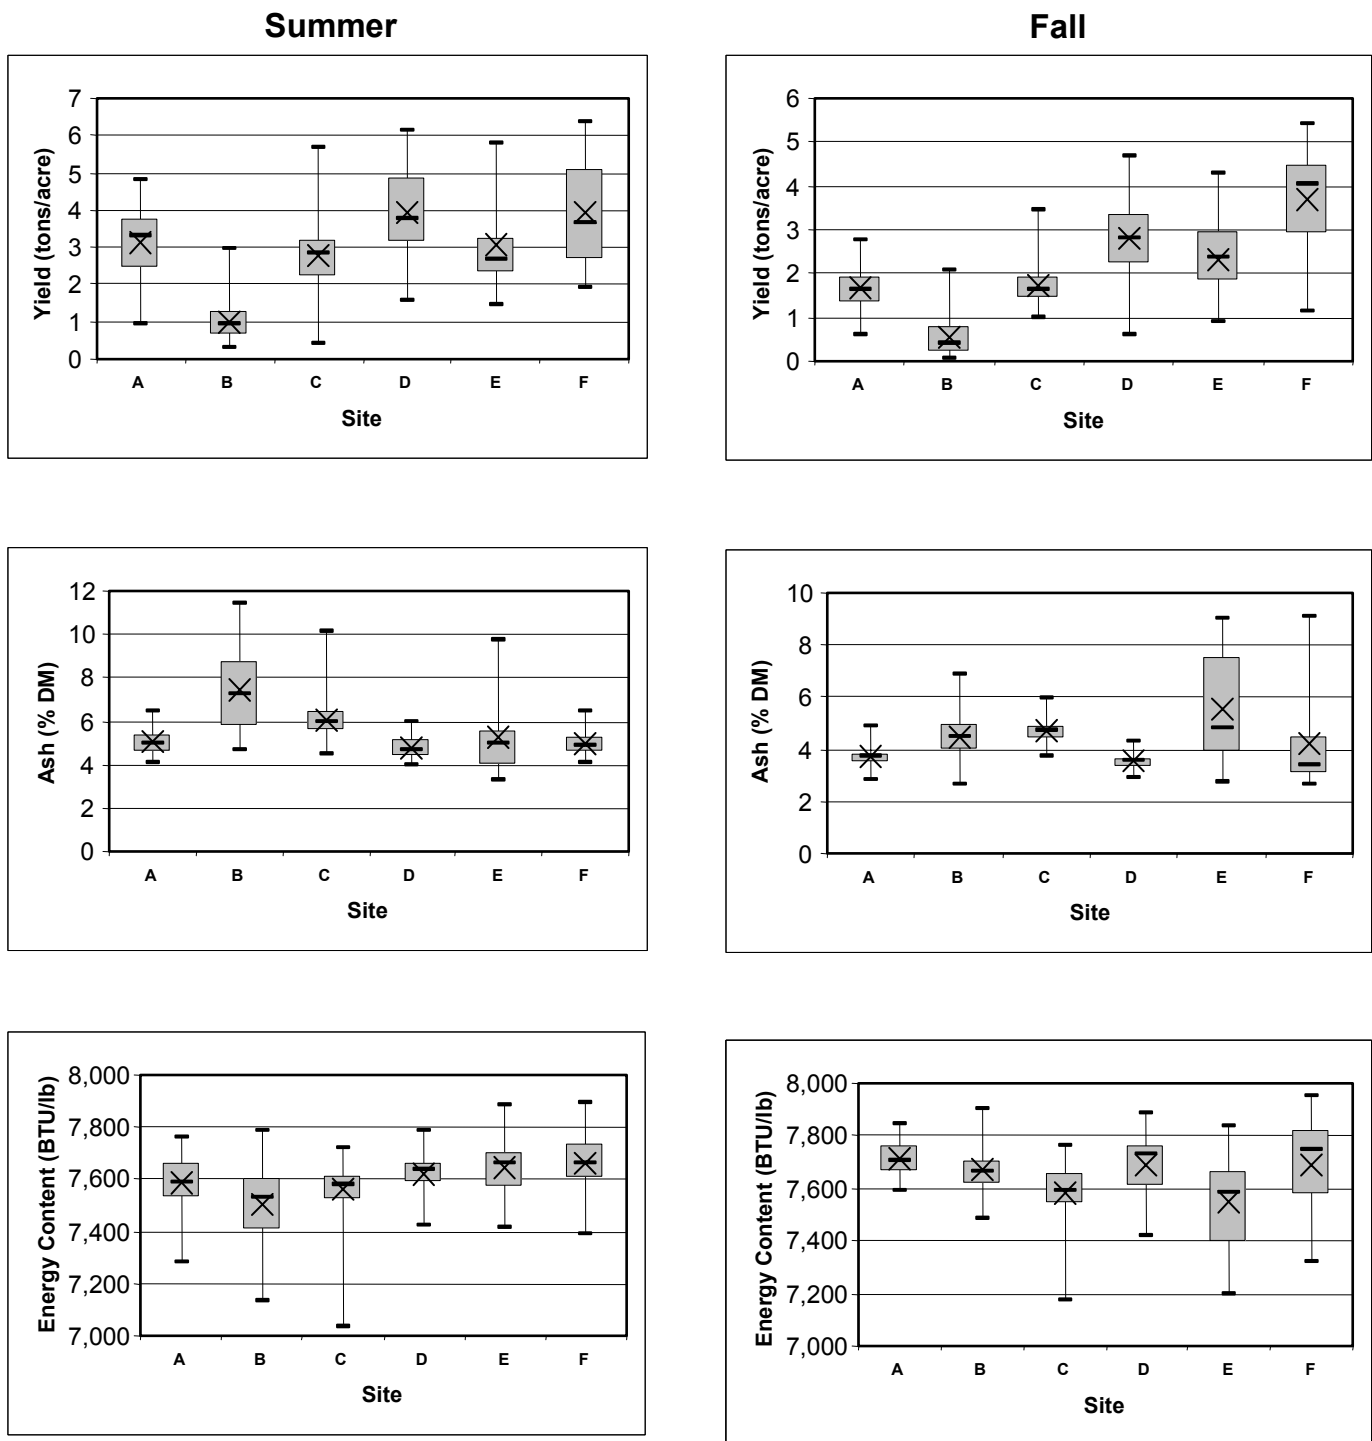 Summer
Fall
Yield (tons/acre)
7
6
5
4
3
2
1
0
A B C D E F
Site
Yield (tons/acre)
6
5
4
3
2
1
0
A B C D E F
Site
Ash (% DM)
12
10
8
6
4
2
0
A B C D E F
Site
Ash (% DM)
10
8
6
4
2
0
A B C D E F
Site
Energy Content (BTU/lb)
8,000
7,800
7,600
7,400
7,200
7,000
A B C D E F
Site
Energy Content (BTU/lb)
8,000
7,800
7,600
7,400
7,200
7,000
A B C D E F
Site